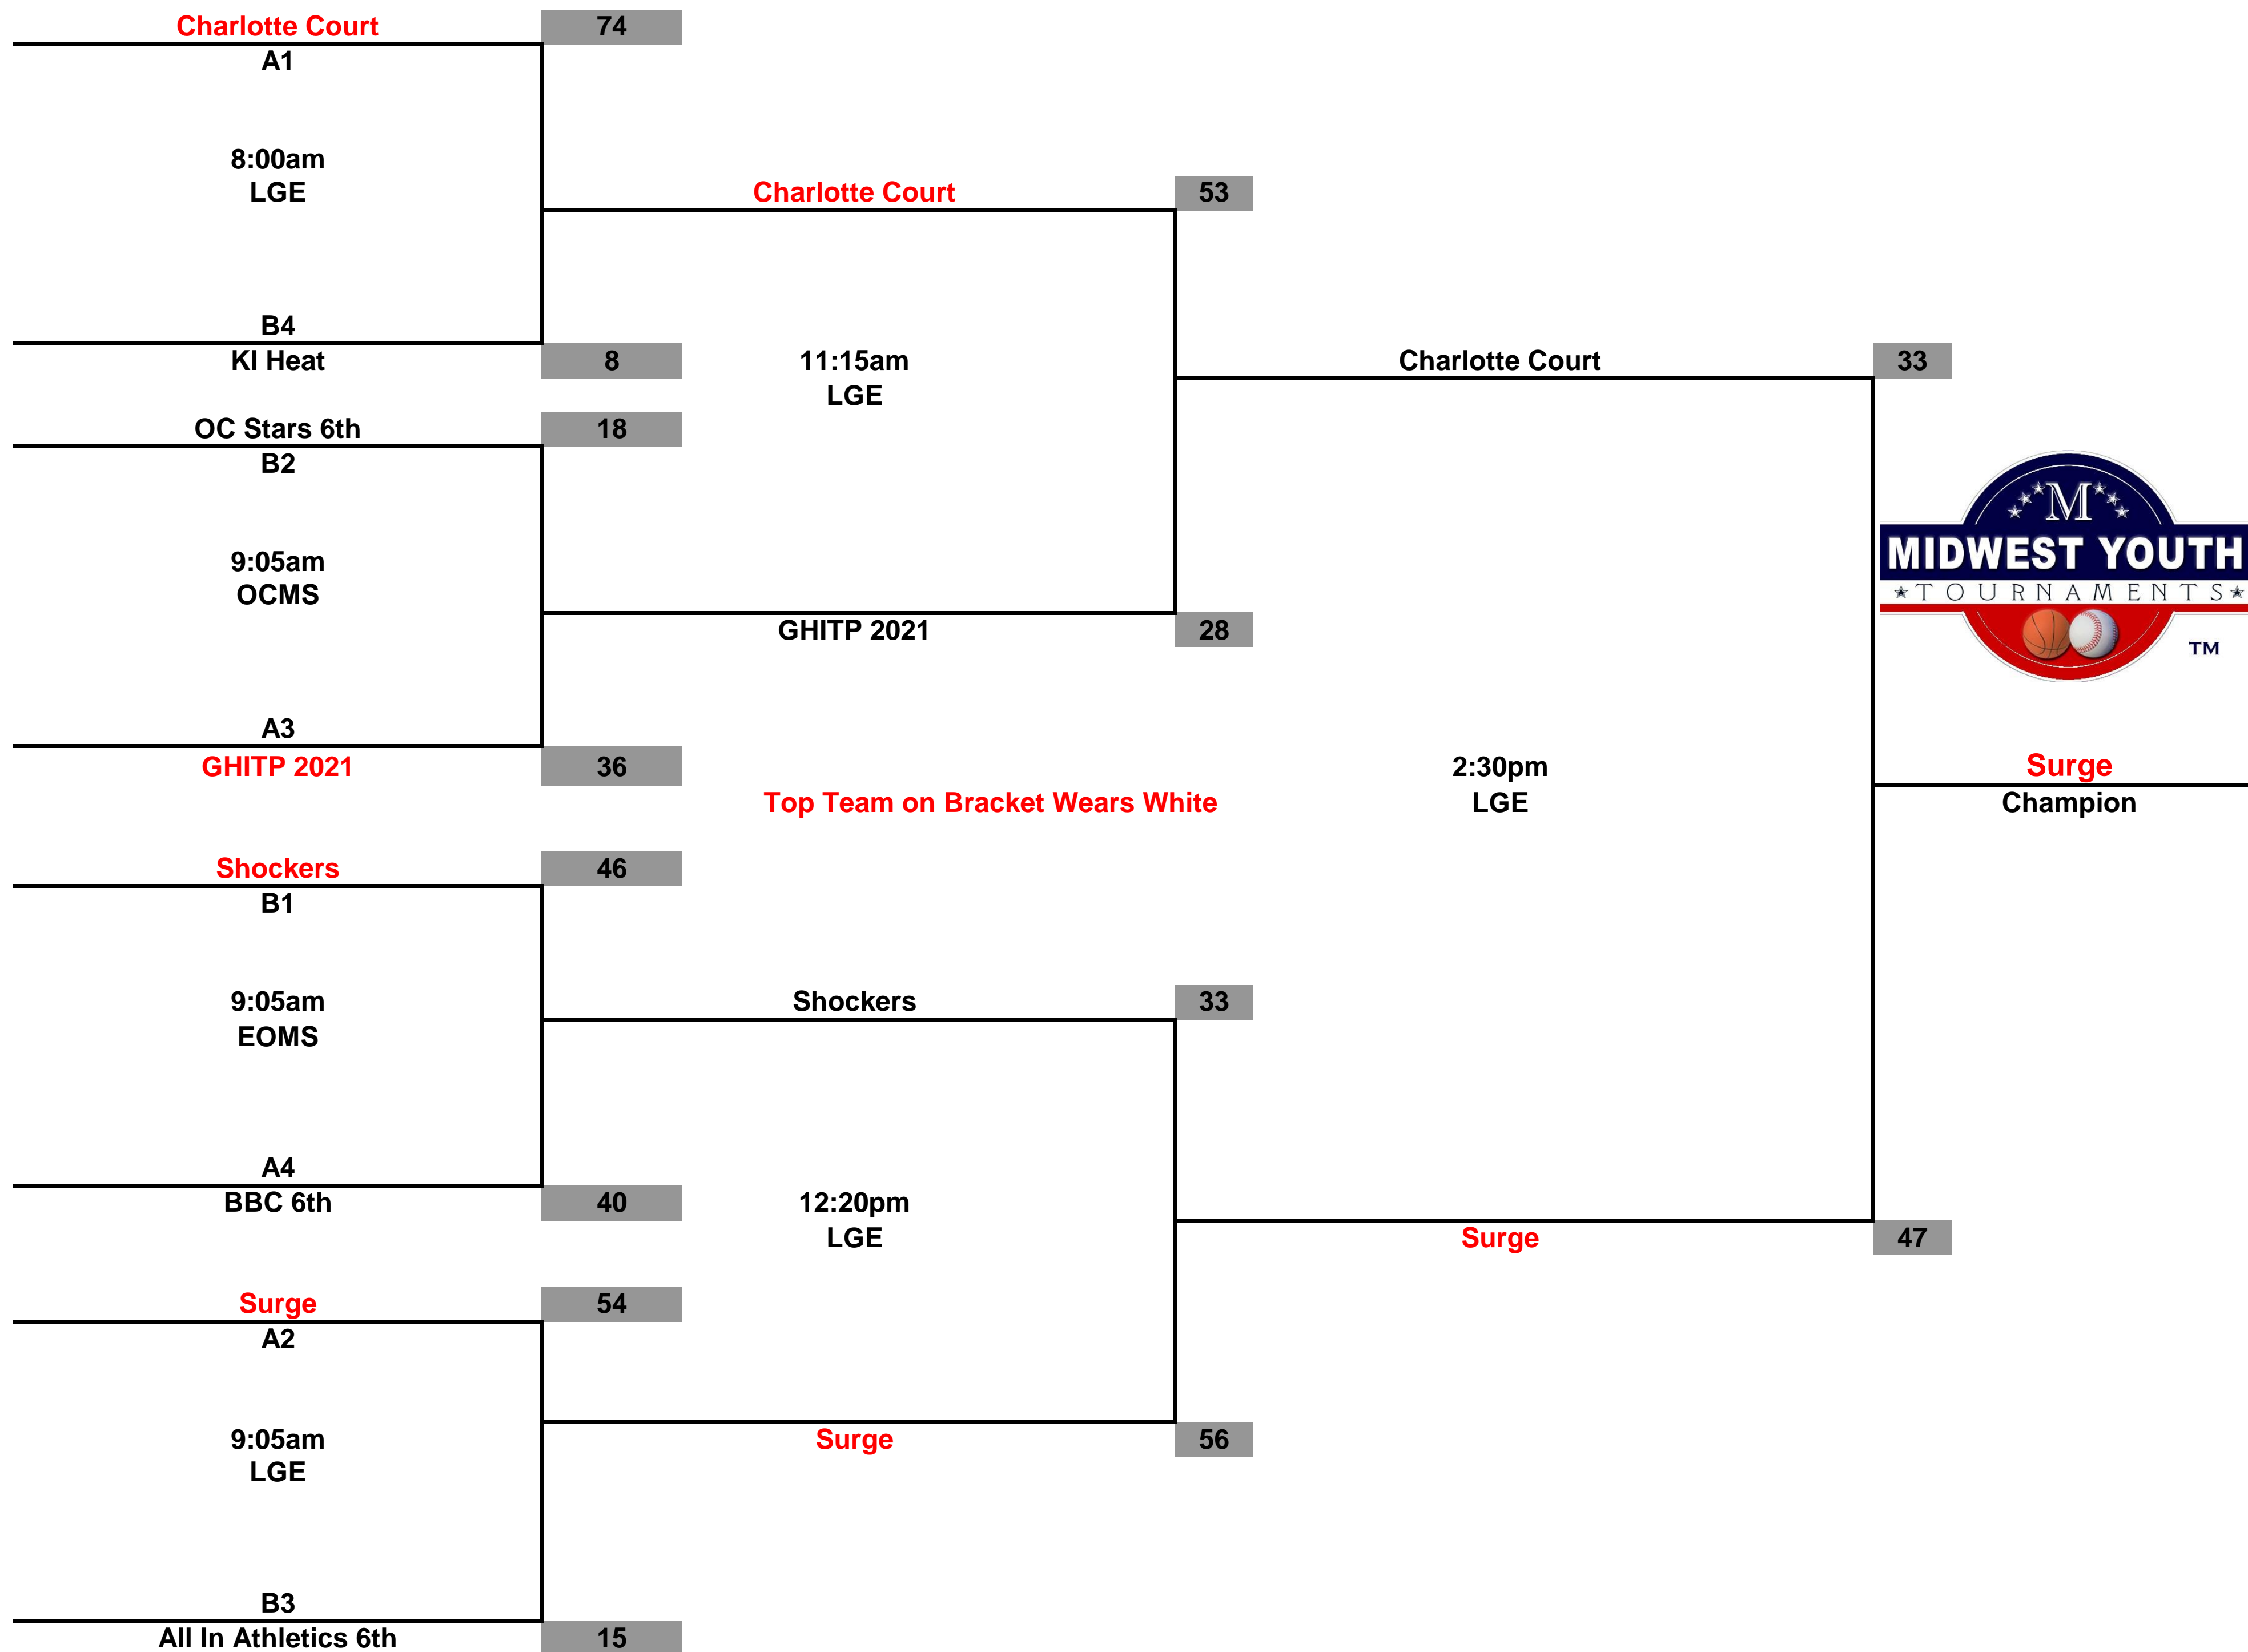 Charlotte Court 74
A1
8:00am
LGE
Charlotte Court 53
B4
KI Heat 8
11:15am
LGE
Charlotte Court 33
OC Stars 6th 18
B2
M
MIDWEST YOUTH
TOURNAMENTS
TM
9:05am
OCMS
GHITP 2021 28
A3
GHITP 2021 36
2:30pm
LGE
Surge
Champion
Top Team on Bracket Wears White
Shockers 46
B1
9:05am
EOMS
Shockers 33
A4
BBC 6th 40
12:20pm
LGE
Surge 47
Surge 54
A2
9:05am
LGE
Surge 56
B3
All In Athletics 6th 15